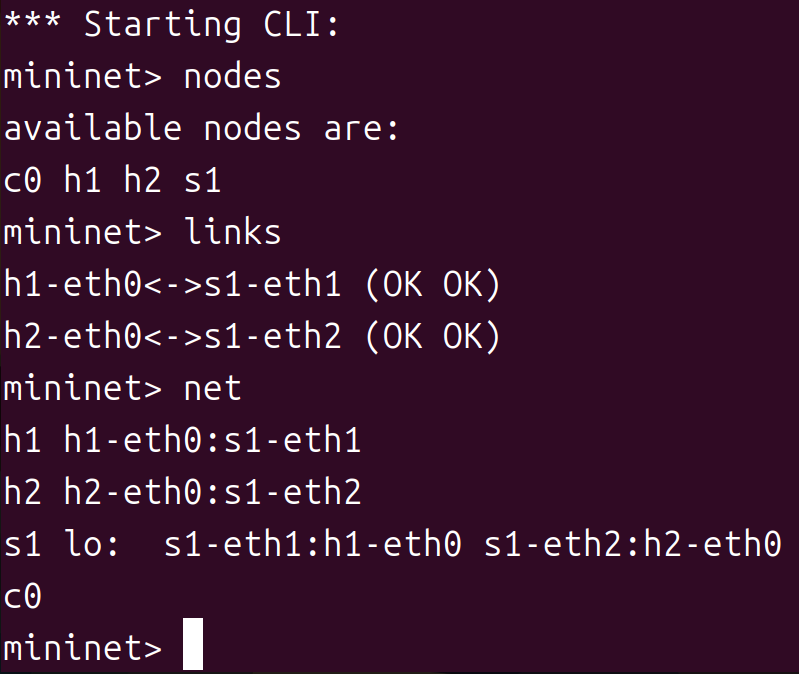 *** Starting CLI:
mininet> nodes
available nodes are:
c0 h1 h2 s1
mininet> links
h1-eth0<->s1-eth1 (OK OK)
h2-eth0<->s1-eth2 (OK OK)
mininet> net
h1 h1-eth0:s1-eth1
h2 h2-eth0:s1-eth2
s1 lo:  s1-eth1:h1-eth0 s1-eth2:h2-eth0
c0
mininet>